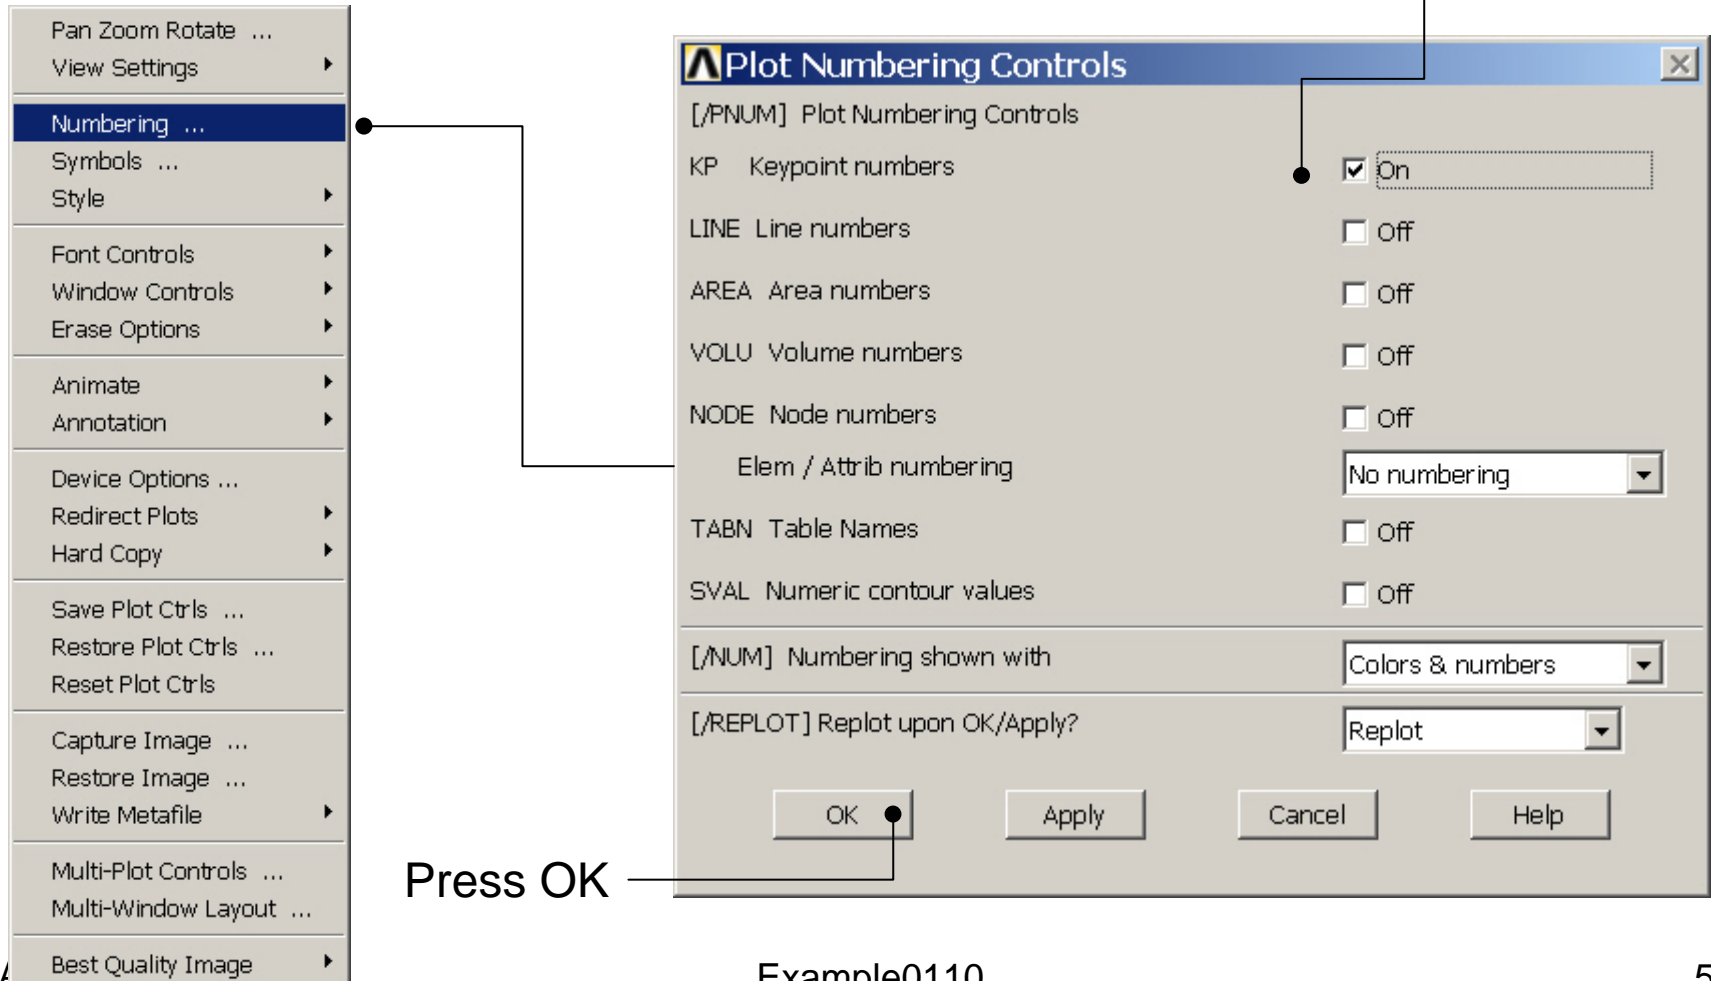 Pan Zoom Rotate ...
View Settings
Numbering ...
Symbols ...
Style
Font Controls
Window Controls
Erase Options
Animate
Annotation
Device Options ...
Redirect Plots
Hard Copy
Save Plot Ctrls ...
Restore Plot Ctrls ...
Reset Plot Ctrls
Capture Image ...
Restore Image ...
Write Metafile
Multi-Plot Controls ...
Multi-Window Layout ...
Best Quality Image
Plot Numbering Controls
[/PNUM] Plot Numbering Controls
KP Keypoint numbers On
LINE Line numbers Off
AREA Area numbers Off
VOLU Volume numbers Off
NODE Node numbers Off
Elem / Attrib numbering No numbering
TABN Table Names Off
SVAL Numeric contour values Off
[/NUM] Numbering shown with Colors & numbers
[/REPLOT] Replot upon OK/Apply? Replot
OK Apply Cancel Help
Press OK
Example0110
5